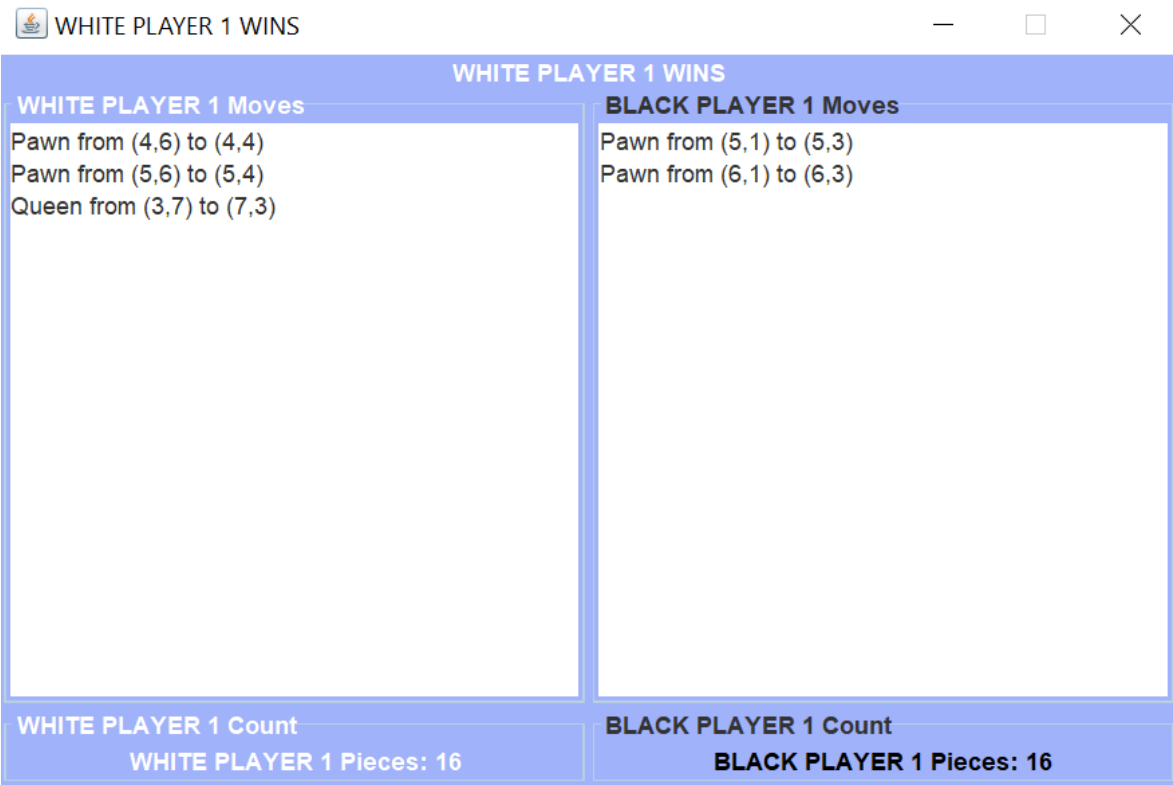 WHITE PLAYER 1 WINS
WHITE PLAYER 1 WINS
WHITE PLAYER 1 Moves
Pawn from (4,6) to (4,4)
Pawn from (5,6) to (5,4)
Queen from (3,7) to (7,3)
BLACK PLAYER 1 Moves
Pawn from (5,1) to (5,3)
Pawn from (6,1) to (6,3)
WHITE PLAYER 1 Count
WHITE PLAYER 1 Pieces: 16
BLACK PLAYER 1 Count
BLACK PLAYER 1 Pieces: 16